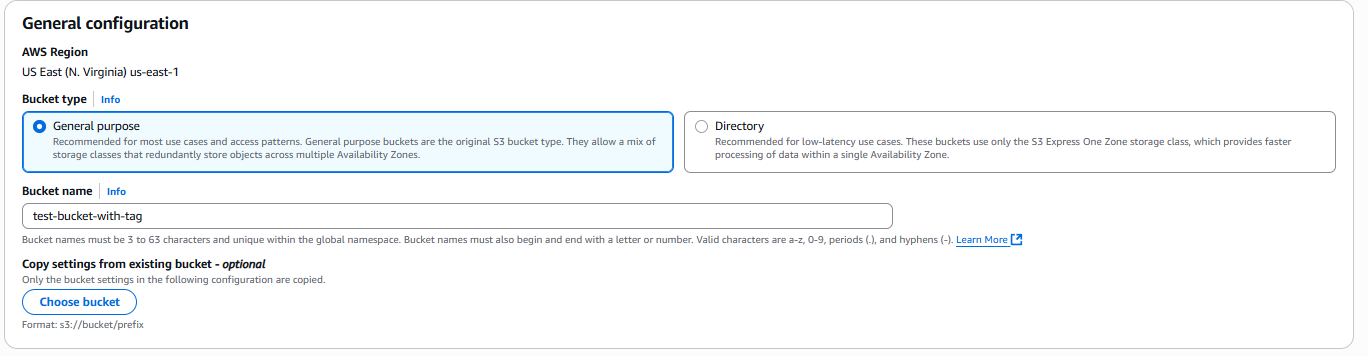 General configuration
AWS Region
US East (N. Virginia) us-east-1
Bucket type Info
General purpose
Recommended for most use cases and access patterns. General purpose buckets are the original S3 bucket type. They allow a mix of
storage classes that redundantly store objects across multiple Availability Zones.
Directory
Recommended for low-latency use cases. These buckets use only the S3 Express One Zone storage class, which provides faster
processing of data within a single Availability Zone.
Bucket name Info
test-bucket-with-tag
Bucket names must be 3 to 63 characters and unique within the global namespace. Bucket names must also begin and end with a letter or number. Valid characters are a-z, 0-9, periods (.), and hyphens (-). Learn More
Copy settings from existing bucket - optional
Only the bucket settings in the following configuration are copied.
Choose bucket
Format: s3://bucket/prefix